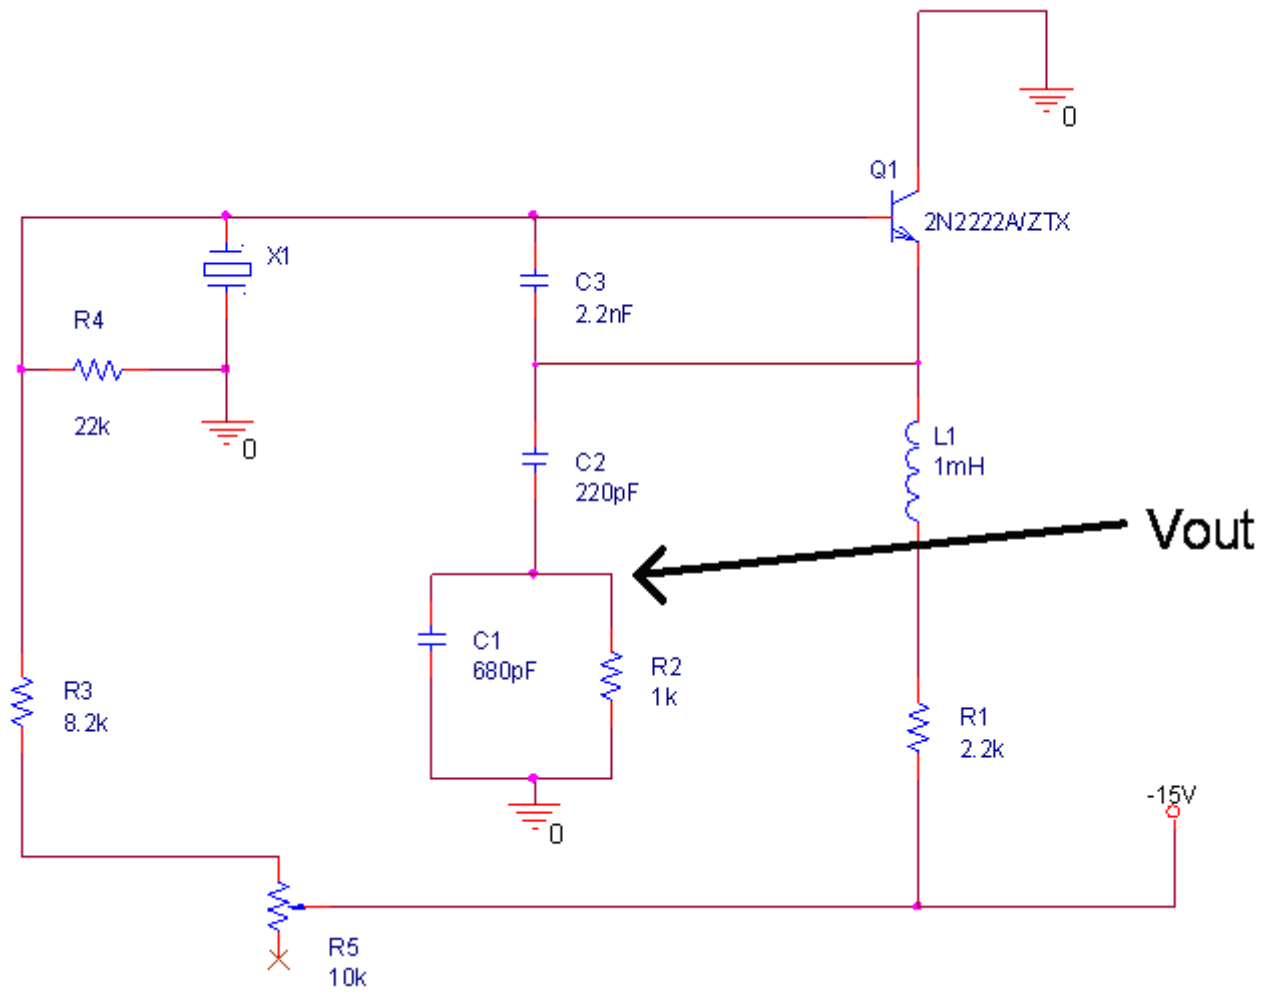 0
Q1
2N2222A/ZTX
X1
C3
2.2nF
R4
22k
0
L1
1mH
C2
220pF
Vout
C1
680pF
R2
1k
R3
8.2k
R1
2.2k
-15V
0
R5
10k